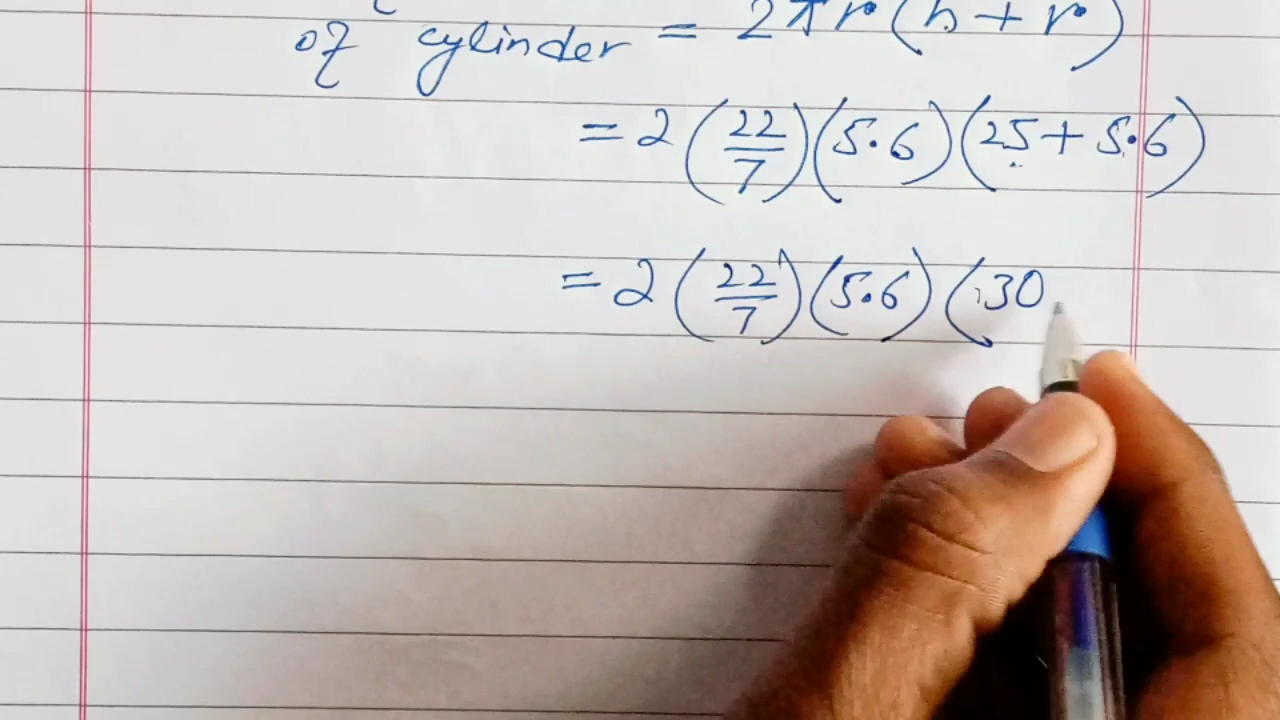 of cylinder = 2πr(h+r)
= 2(22/7)(5.6)(25+5.6)
= 2(22/7)(5.6)(30